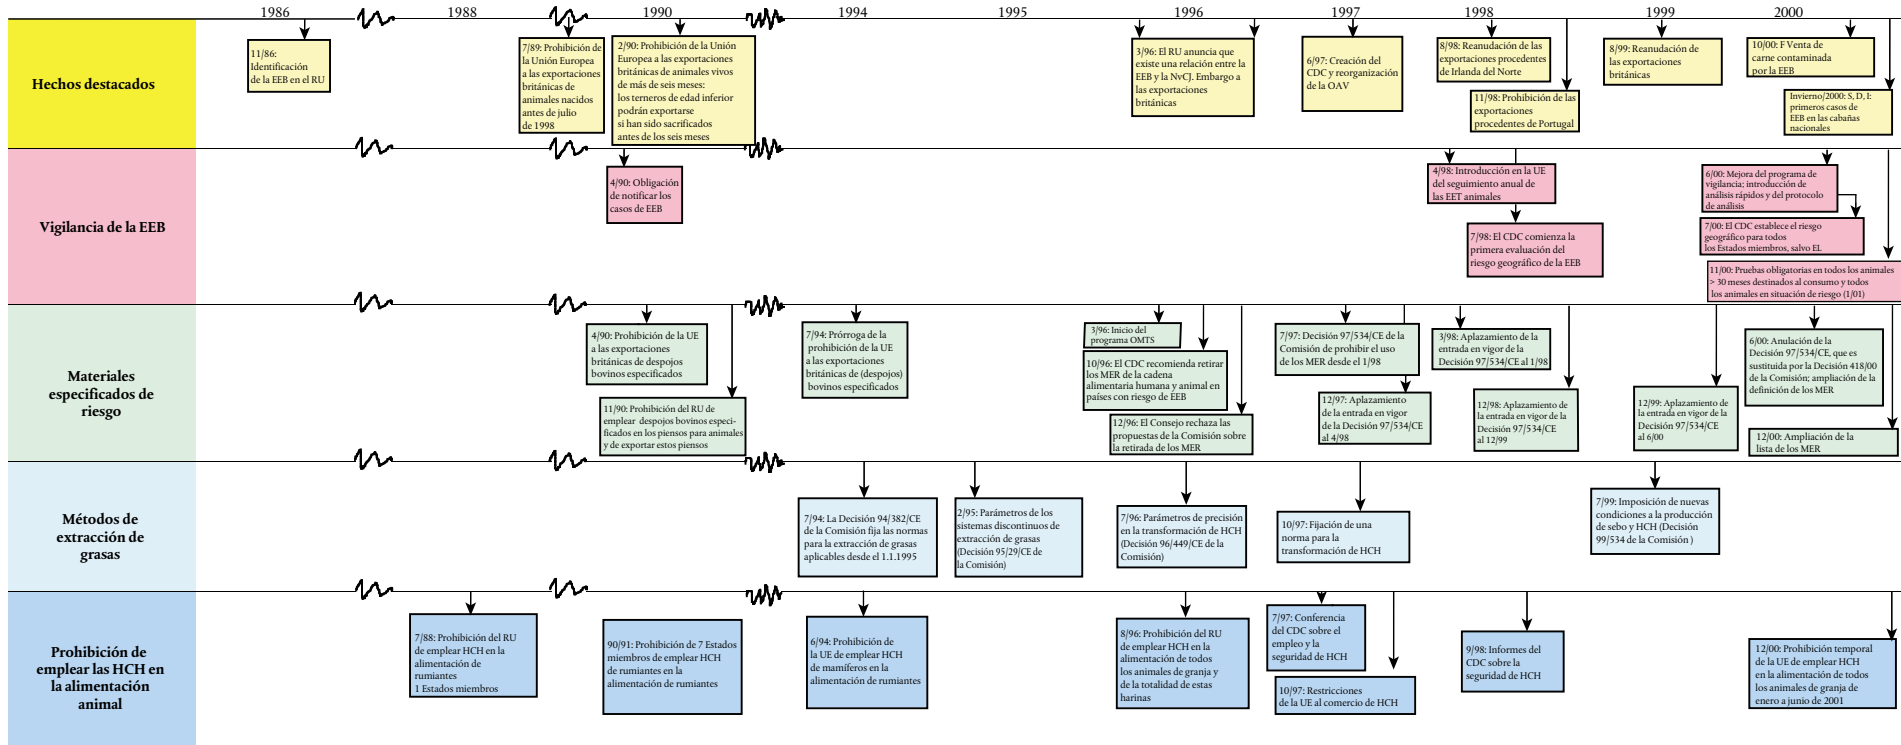 1986
1988
1990
1994
1995
1996
1997
1998
1999
2000
Hechos destacados
11/86:
Identificación
de la EEB en el RU
7/89: Prohibición de
la Unión Europea
a las exportaciones
británicas de
animales nacidos
antes de julio
de 1998
2/90: Prohibición de la Unión
Europea a las exportaciones
británicas de animales vivos
de más de seis meses:
los terneros de edad inferior
podrán exportarse
si han sido sacrificados
antes de los seis meses
3/96: El RU anuncia que
existe una relación entre la
EEB y la NvCJ. Embargo a
las exportaciones
británicas
6/97: Creación del
CDC y reorganización
de la OAV
8/98: Reanudación de las
exportaciones procedentes
de Irlanda del Norte
11/98: Prohibición de las
exportaciones
procedentes de Portugal
8/99: Reanudación de
las exportaciones
británicas
10/00: F Venta de
carne contaminada
por la EEB
Invierno/2000: S, D, I:
primeros casos de
EEB en las cabañas
nacionales
Vigilancia de la EEB
4/90: Obligación
de notificar los
casos de EEB
4/98: Introducción en la UE
del seguimiento anual de
las EET animales
7/98: El CDC comienza la
primera evaluación del
riesgo geográfico de la EEB
6/00: Mejora del programa de
vigilancia; introducción de
análisis rápidos y del protocolo
de análisis
7/00: El CDC establece el riesgo
geográfico para todos
los Estados miembros, salvo EL
11/00: Pruebas obligatorias en todos los animales
> 30 meses destinados al consumo y todos
los animales en situación de riesgo (1/01)
Materiales
especificados de
riesgo
4/90: Prohibición de la UE
a las exportaciones
británicas de despojos
bovinos especificados
11/90: Prohibición del RU de
emplear despojos bovinos especi-
ficados en los piensos para animales
y de exportar estos piensos
7/94: Prórroga de la
prohibición de la UE
a las exportaciones
británicas de (despojos)
bovinos especificados
3/96: Inicio del
programa OMTS
10/96: El CDC recomienda retirar
los MER de la cadena
alimentaria humana y animal en
países con riesgo de EEB
12/96: El Consejo rechaza las
propuestas de la Comisión sobre
la retirada de los MER
7/97: Decisión 97/534/CE de la
Comisión de prohibir el uso
de los MER desde el 1/98
12/97: Aplazamiento
de la entrada en vigor
de la Decisión 97/534/CE
al 4/98
3/98: Aplazamiento de la
entrada en vigor de la
Decisión 97/534/CE al 1/98
12/98: Aplazamiento de
la entrada en vigor de la
Decisión 97/534/CE
al 12/99
12/99: Aplazamiento de
la entrada en vigor de la
Decisión 97/534/CE
al 6/00
6/00: Anulación de la
Decisión 97/534/CE, que es
sustituida por la Decisión 418/00
de la Comisión; ampliación de la
definición de los MER
12/00: Ampliación de la
lista de los MER
Métodos de
extracción de
grasas
7/94: La Decisión 94/382/CE
de la Comisión fija las normas
para la extracción de grasas
aplicables desde el 1.1.1995
2/95: Parámetros de los
sistemas discontinuos de
extracción de grasas
(Decisión 95/29/CE de
la Comisión)
7/96: Parámetros de precisión
en la transformación de HCH
(Decisión 96/449/CE de la
Comisión)
10/97: Fijación de una
norma para la
transformación de HCH
7/99: Imposición de nuevas
condiciones a la producción
de sebo y HCH (Decisión
99/534 de la Comisión )
Prohibición de
emplear las HCH en
la alimentación
animal
7/88: Prohibición del RU
de emplear HCH en la
alimentación de
rumiantes
1 Estados miembros
90/91: Prohibición de 7 Estados
miembros de emplear HCH
de rumiantes en la
alimentación de rumiantes
6/94: Prohibición de
la UE de emplear HCH
de mamíferos en la
alimentación de rumiantes
8/96: Prohibición del RU
de emplear HCH en la
alimentación de todos
los animales de granja y
de la totalidad de estas
harinas
7/97: Conferencia
del CDC sobre el
empleo y la
seguridad de HCH
10/97: Restricciones
de la UE al comercio de HCH
9/98: Informes del
CDC sobre la
seguridad de HCH
12/00: Prohibición temporal
de la UE de emplear HCH
en la alimentación de todos
los animales de granja de
enero a junio de 2001